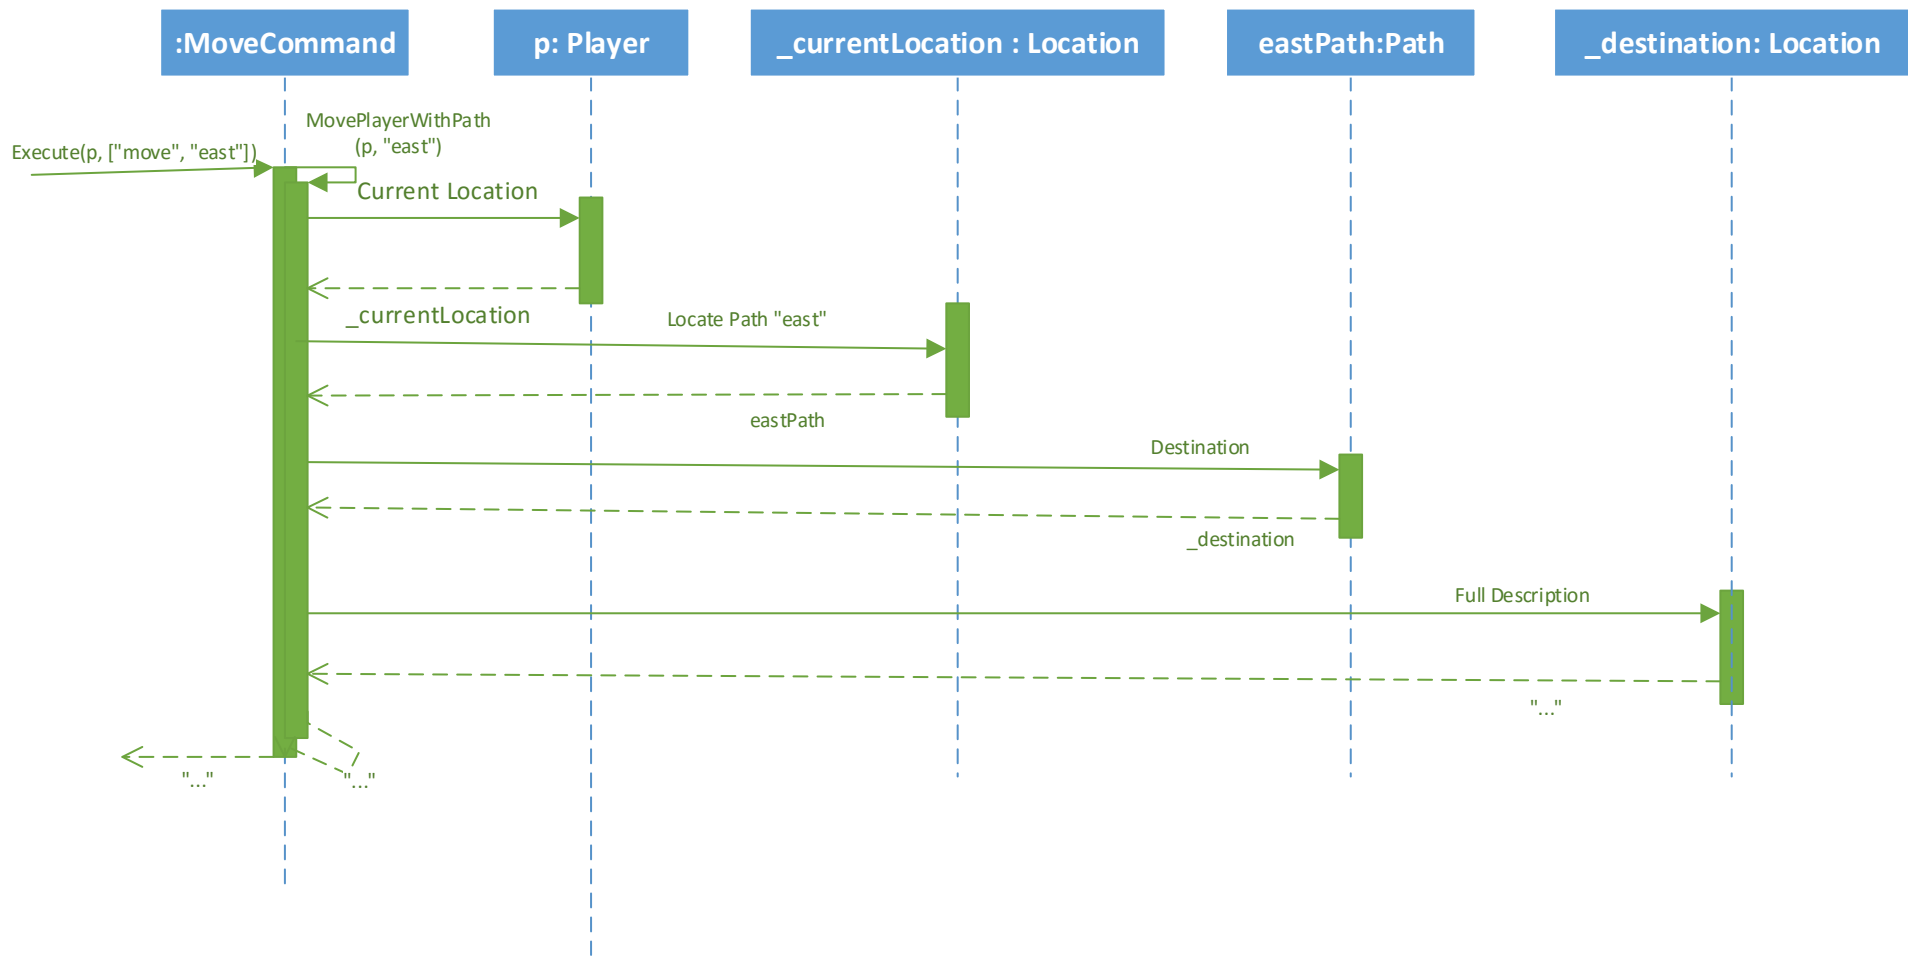 :MoveCommand
p: Player
_currentLocation : Location
eastPath:Path
_destination: Location
MovePlayerWithPath
(p, "east")
Execute(p, ["move", "east"])
Current Location
_currentLocation
Locate Path "east"
eastPath
Destination
_destination
Full Description
"..."
"..."
"..."